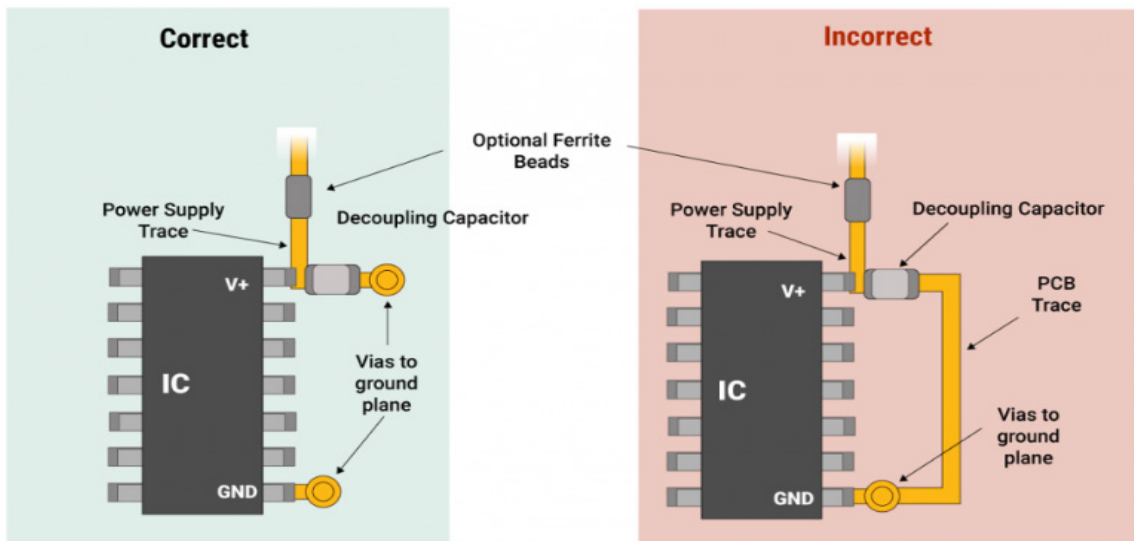 Correct
Optional Ferrite
Beads
Power Supply
Trace
Decoupling Capacitor
V+
IC
Vias to
ground
plane
GND
Incorrect
Power Supply
Trace
Decoupling Capacitor
V+
PCB
Trace
IC
Vias to
ground
plane
GND